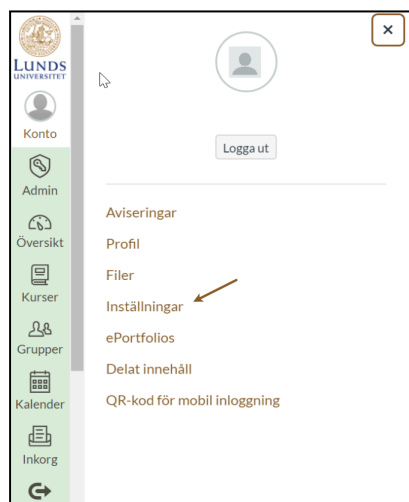 LUNDS
UNIVERSITET
Konto
Admin
Översikt
Kurser
Grupper
Kalender
Inkorg
×
Logga ut
Aviseringar
Profil
Filer
Inställningar
ePortfolios
Delat innehåll
QR-kod för mobil inloggning